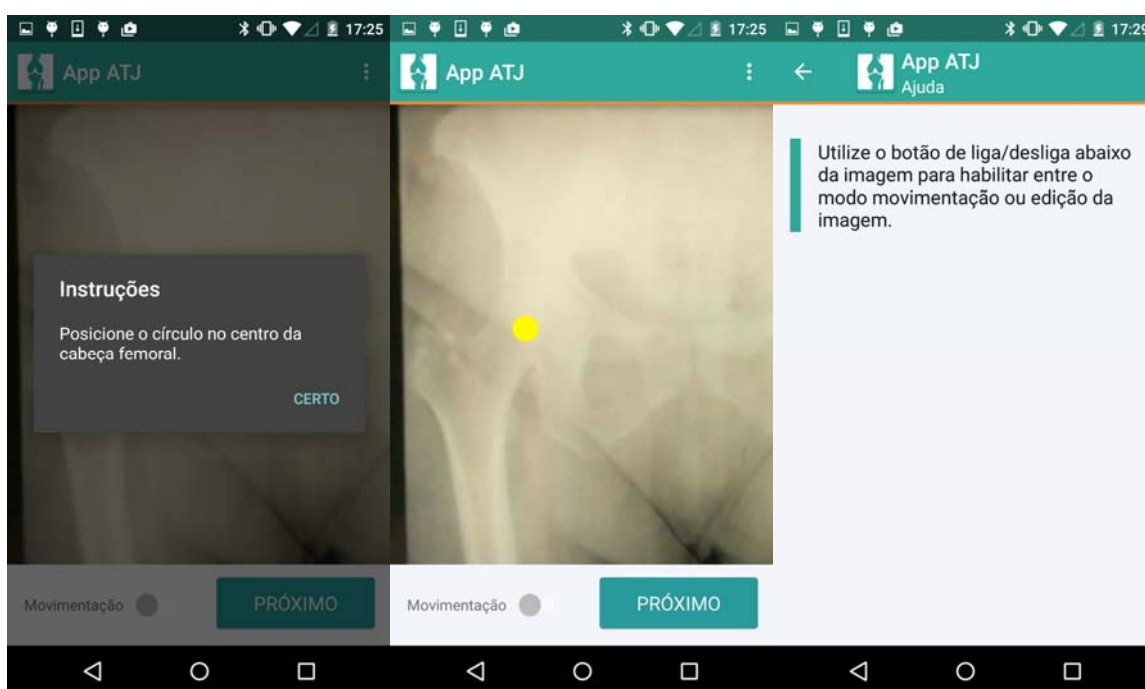 17:25
App ATJ
Instruções
Posicione o círculo no centro da
cabeça femoral.
CERTO
Movimentação
PRÓXIMO
17:25
App ATJ
Movimentação
PRÓXIMO
17:29
App ATJ
Ajuda
Utilize o botão de liga/desliga abaixo
da imagem para habilitar entre o
modo movimentação ou edição da
imagem.